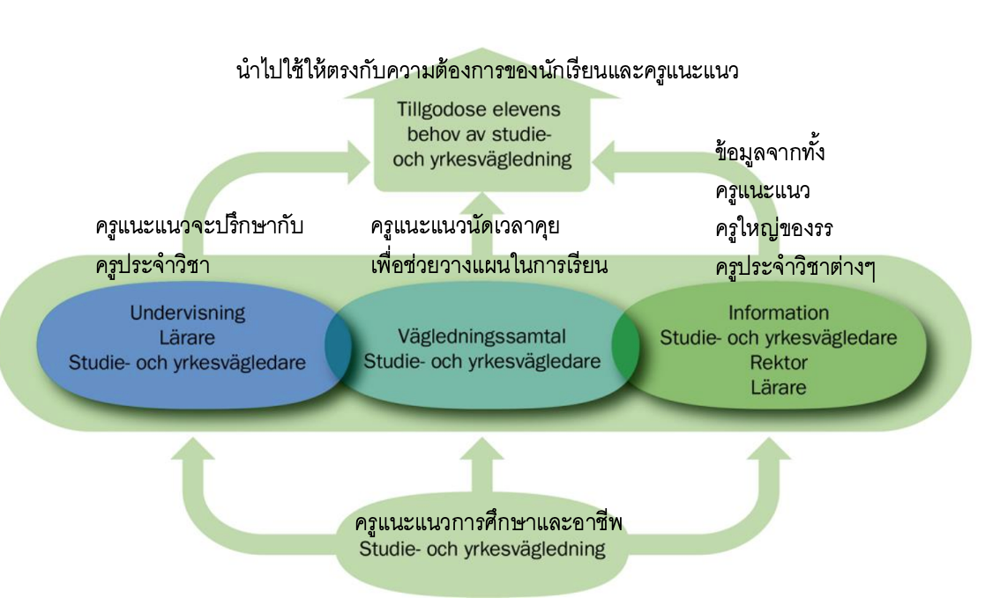 นำไปใช้ให้ตรงกับความต้องการของนักเรียนและครูแนะแนว
Tillgodose elevens
behov av studie-
och yrkesvägledning
ครูแนะแนวจะปรึกษากับ
ครูประจำวิชา
ครูแนะแนวนัดเวลาคุย
เพื่อช่วยวางแผนในการเรียน
ข้อมูลจากทั้ง
ครูแนะแนว
ครูใหญ่ของรร
ครูประจำวิชาต่างๆ
Undervisning
Lärare
Studie- och yrkesvägledare
Vägledningssamtal
Studie- och yrkesvägledare
Information
Studie- och yrkesvägledare
Rektor
Lärare
ครูแนะแนวการศึกษาและอาชีพ
Studie- och yrkesvägledning